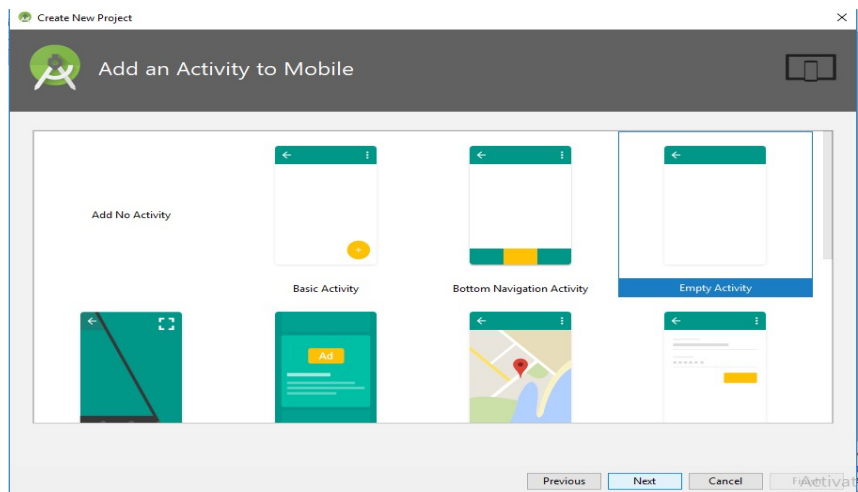 Create New Project
Add an Activity to Mobile
Add No Activity
Basic Activity
Bottom Navigation Activity
Empty Activity
Ad
Previous
Next
Cancel
Activat